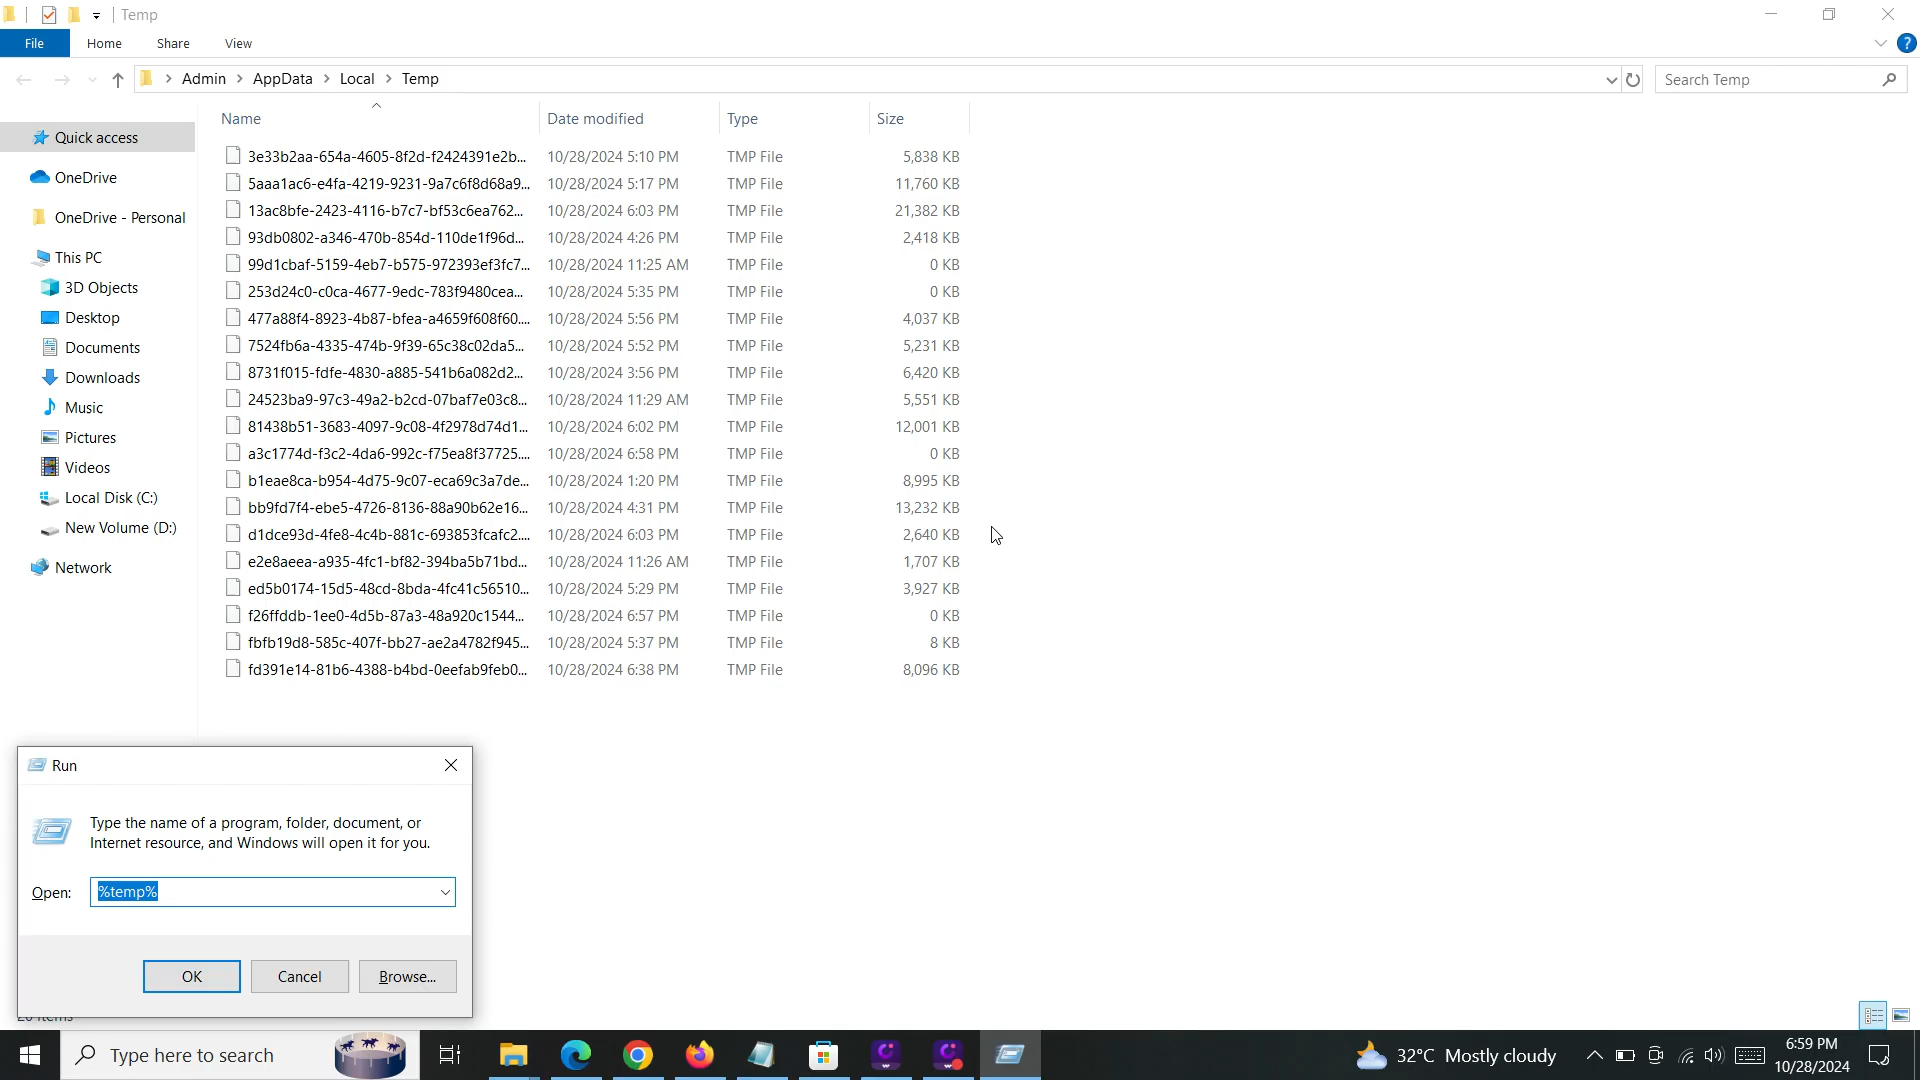 Temp
File Home Share View
Admin AppData Local Temp
Search Temp
Name Date modified Type Size
Quick access
OneDrive
OneDrive - Personal
This PC
3D Objects
Desktop
Documents
Downloads
Music
Pictures
Videos
Local Disk (C:)
New Volume (D:)
Network
3e33b2aa-654a-4605-8f2d-f2424391e2b... 10/28/2024 5:10 PM TMP File 5,838 KB
5aaa1ac6-e4fa-4219-9231-9a7c6f8d68a9... 10/28/2024 5:17 PM TMP File 11,760 KB
13ac8bfe-2423-4116-b7c7-bf53c6ea762... 10/28/2024 6:03 PM TMP File 21,382 KB
93db0802-a346-470b-854d-110de1f96d... 10/28/2024 4:26 PM TMP File 2,418 KB
99d1cbaf-5159-4eb7-b575-972393ef3fc7... 10/28/2024 11:25 AM TMP File 0 KB
253d24c0-c0ca-4677-9edc-783f9480cea... 10/28/2024 5:35 PM TMP File 0 KB
477a88f4-8923-4b87-bfea-a4659f608f60.... 10/28/2024 5:56 PM TMP File 4,037 KB
7524fb6a-4335-474b-9f39-65c38c02da5... 10/28/2024 5:52 PM TMP File 5,231 KB
8731f015-fdfe-4830-a885-541b6a082d2... 10/28/2024 3:56 PM TMP File 6,420 KB
24523ba9-97c3-49a2-b2cd-07baf7e03c8... 10/28/2024 11:29 AM TMP File 5,551 KB
81438b51-3683-4097-9c08-4f2978d74d1... 10/28/2024 6:02 PM TMP File 12,001 KB
a3c1774d-f3c2-4da6-992c-f75ea8f37725.... 10/28/2024 6:58 PM TMP File 0 KB
b1eae8ca-b954-4d75-9c07-eca69c3a7de... 10/28/2024 1:20 PM TMP File 8,995 KB
bb9fd7f4-ebe5-4726-8136-88a90b62e16... 10/28/2024 4:31 PM TMP File 13,232 KB
d1dce93d-4fe8-4c4b-881c-693853fcafc2.... 10/28/2024 6:03 PM TMP File 2,640 KB
e2e8aeea-a935-4fc1-bf82-394ba5b71bd... 10/28/2024 11:26 AM TMP File 1,707 KB
ed5b0174-15d5-48cd-8bda-4fc41c56510... 10/28/2024 5:29 PM TMP File 3,927 KB
f26ffddb-1ee0-4d5b-87a3-48a920c1544... 10/28/2024 6:57 PM TMP File 0 KB
fbfb19d8-585c-407f-bb27-ae2a4782f945... 10/28/2024 5:37 PM TMP File 8 KB
fd391e14-81b6-4388-b4bd-0eefab9feb0... 10/28/2024 6:38 PM TMP File 8,096 KB
Run
Type the name of a program, folder, document, or
Internet resource, and Windows will open it for you.
Open: %temp%
OK Cancel Browse...
Type here to search
32°C Mostly cloudy
6:59 PM
10/28/2024